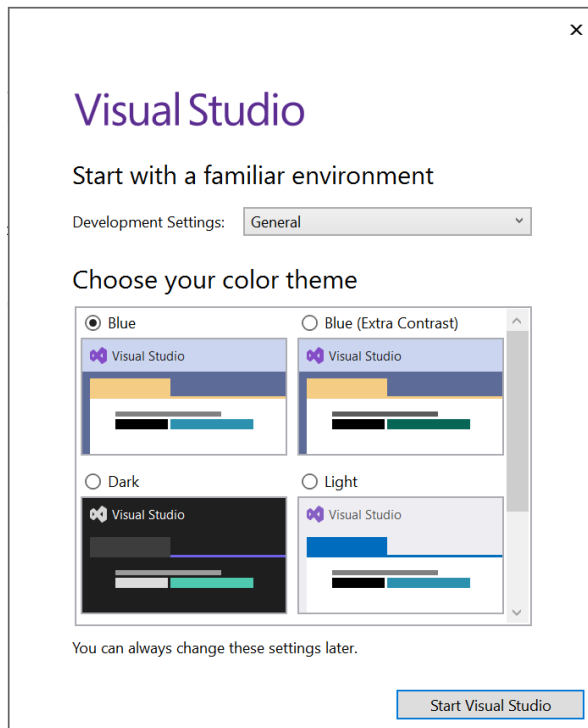 Visual Studio
Start with a familiar environment
Development Settings: General
Choose your color theme
Blue
Blue (Extra Contrast)
Visual Studio
Visual Studio
Dark
Light
Visual Studio
Visual Studio
You can always change these settings later.
Start Visual Studio